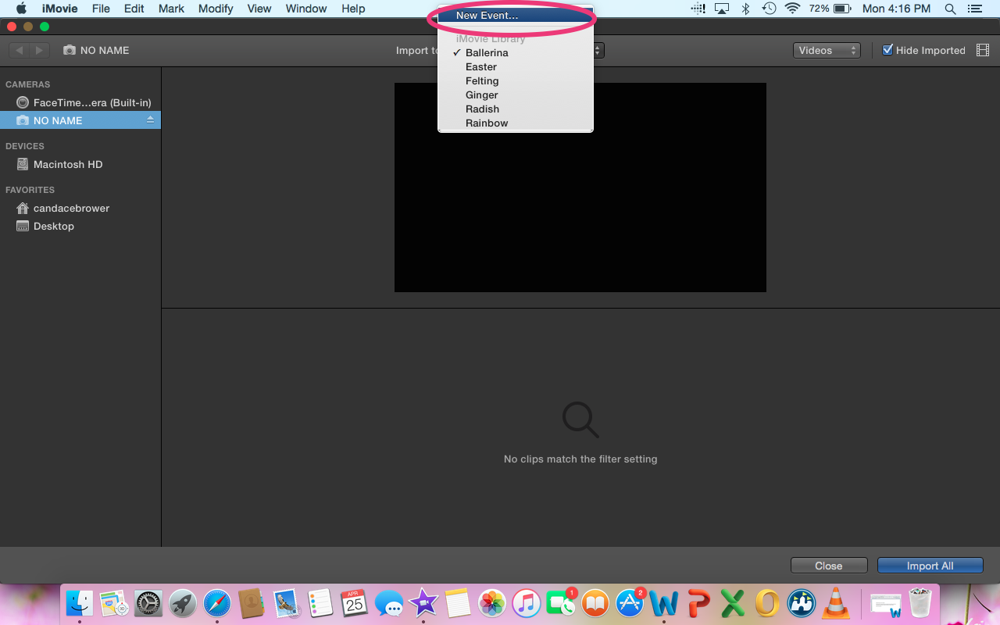 iMovie File Edit Mark Modify View Window Help 72% Mon 4:16 PM
New Event...
iMovie Library
✓ Ballerina
Easter
Felting
Ginger
Radish
Rainbow
NO NAME
Import to
Videos
Hide Imported
CAMERAS
FaceTime...era (Built-in)
NO NAME
DEVICES
Macintosh HD
FAVORITES
candacebrower
Desktop
No clips match the filter setting
Close
Import All
3D
APR
25
1
2
W
P
X
O
W